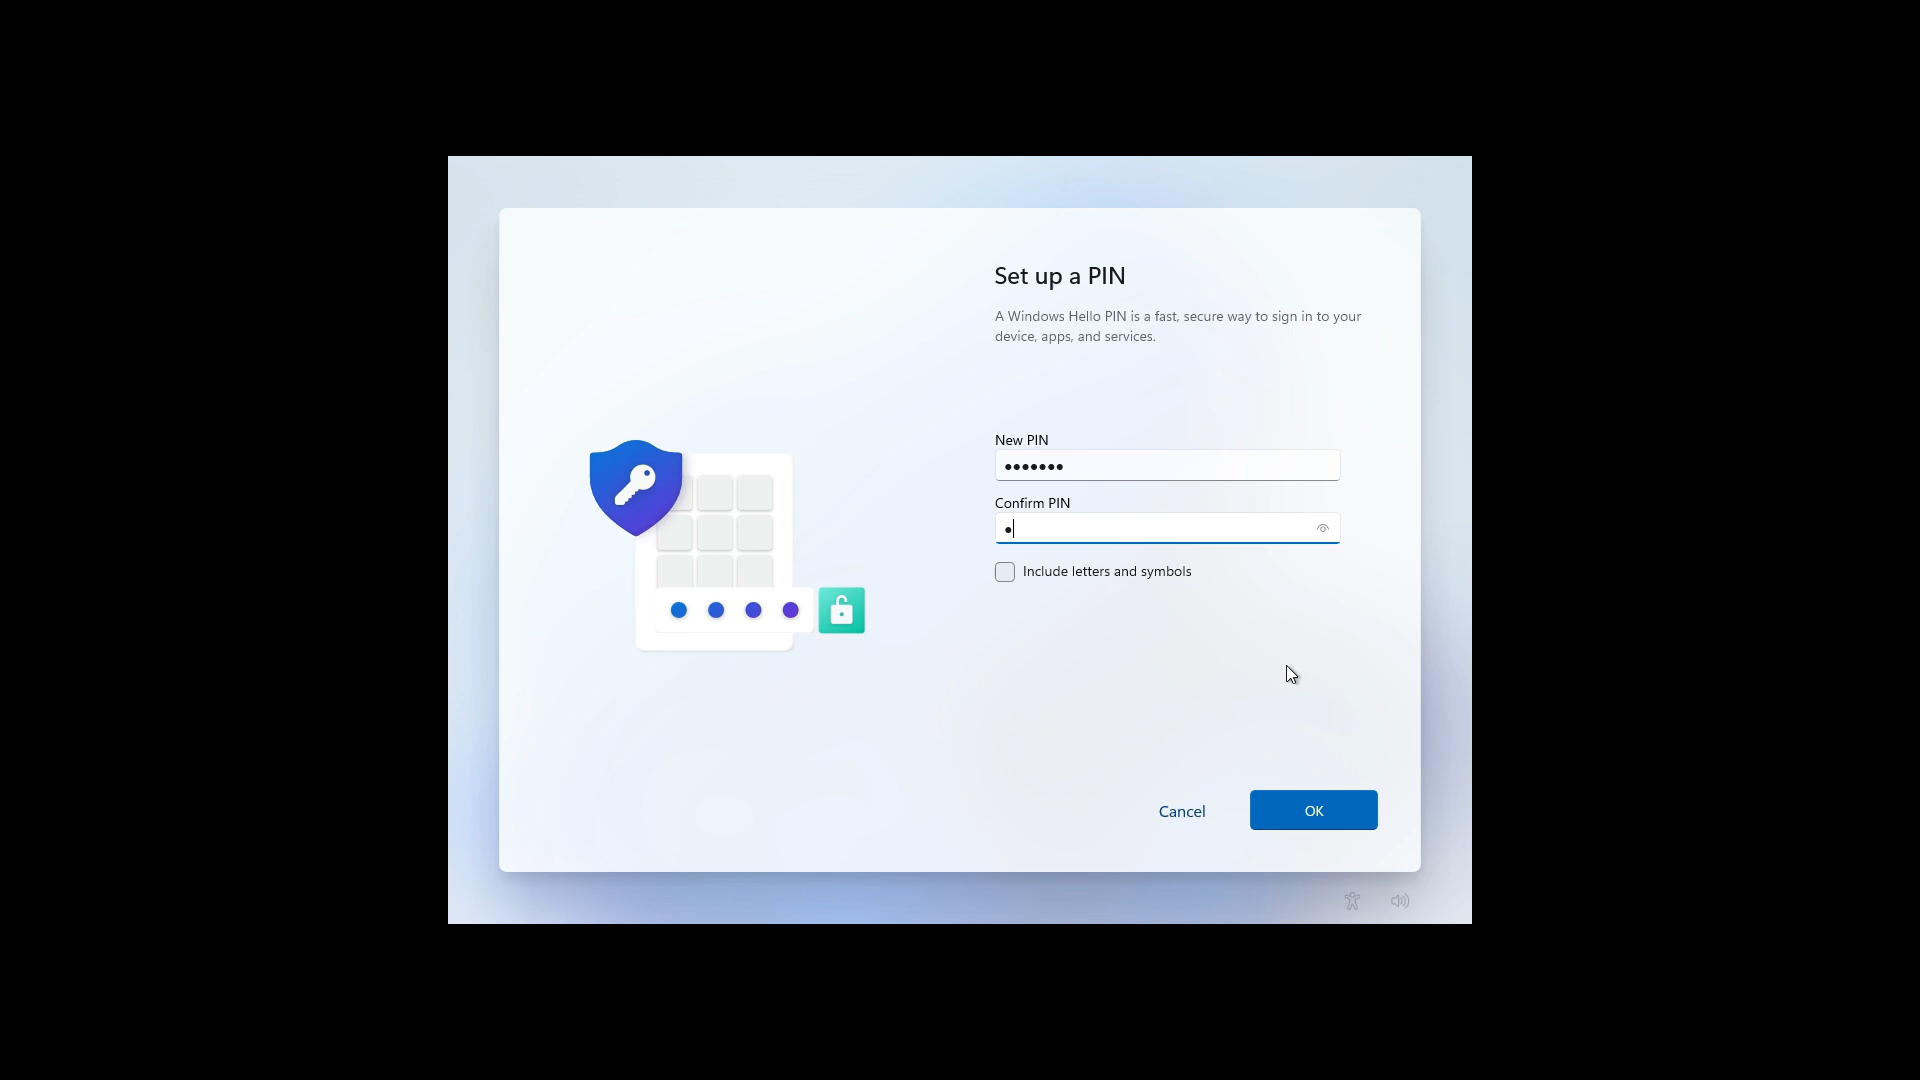 Set up a PIN
A Windows Hello PIN is a fast, secure way to sign in to your
device, apps, and services.
New PIN
●●●●●●●
Confirm PIN
●
Include letters and symbols
Cancel
OK